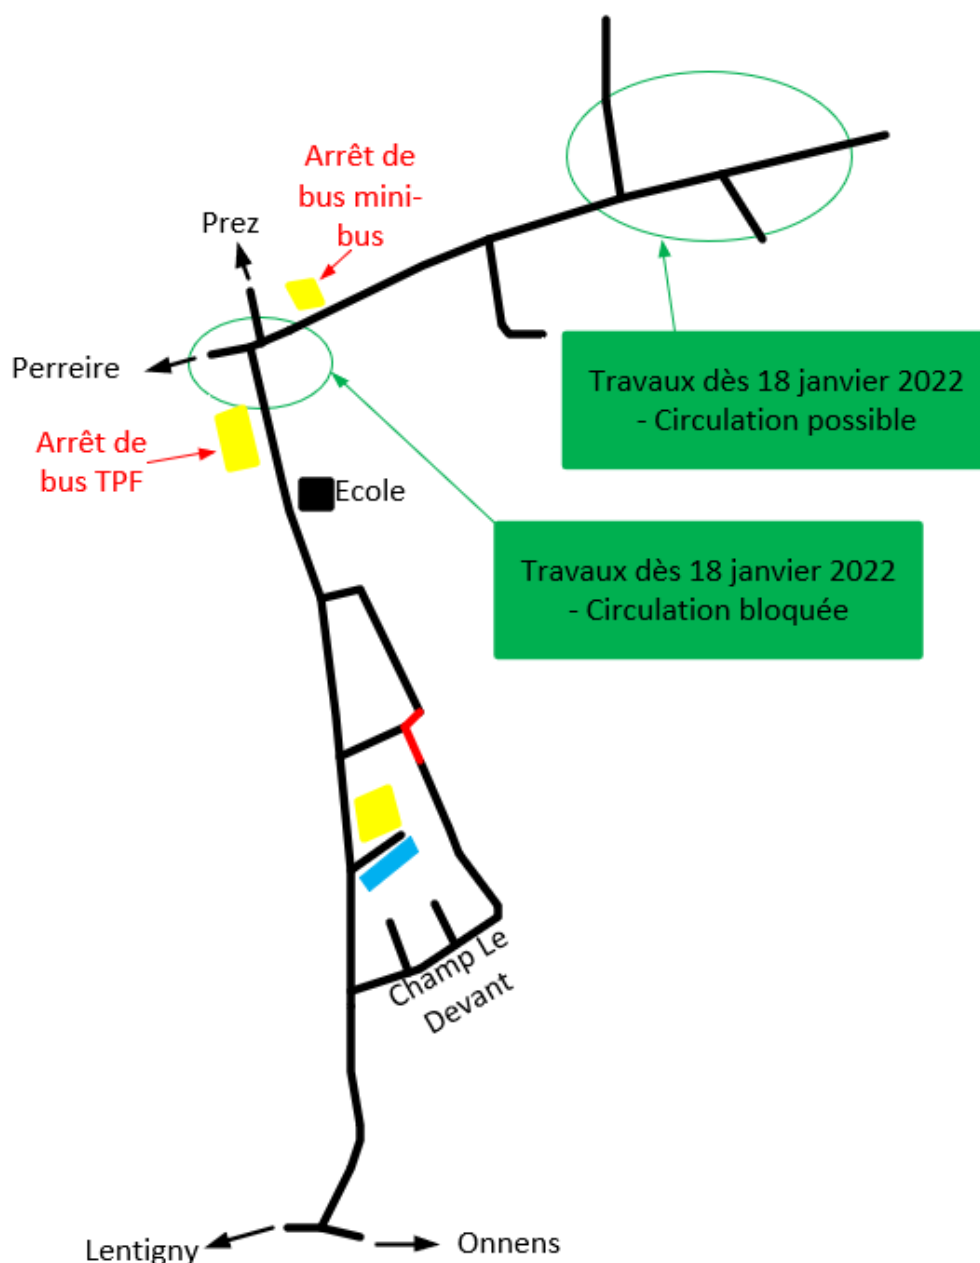 Arrêt de
bus mini-
bus
Prez
Perreire
Travaux dès 18 janvier 2022
- Circulation possible
Arrêt de
bus TPF
Ecole
Travaux dès 18 janvier 2022
- Circulation bloquée
Champ Le
Devant
Lentigny
Onnens